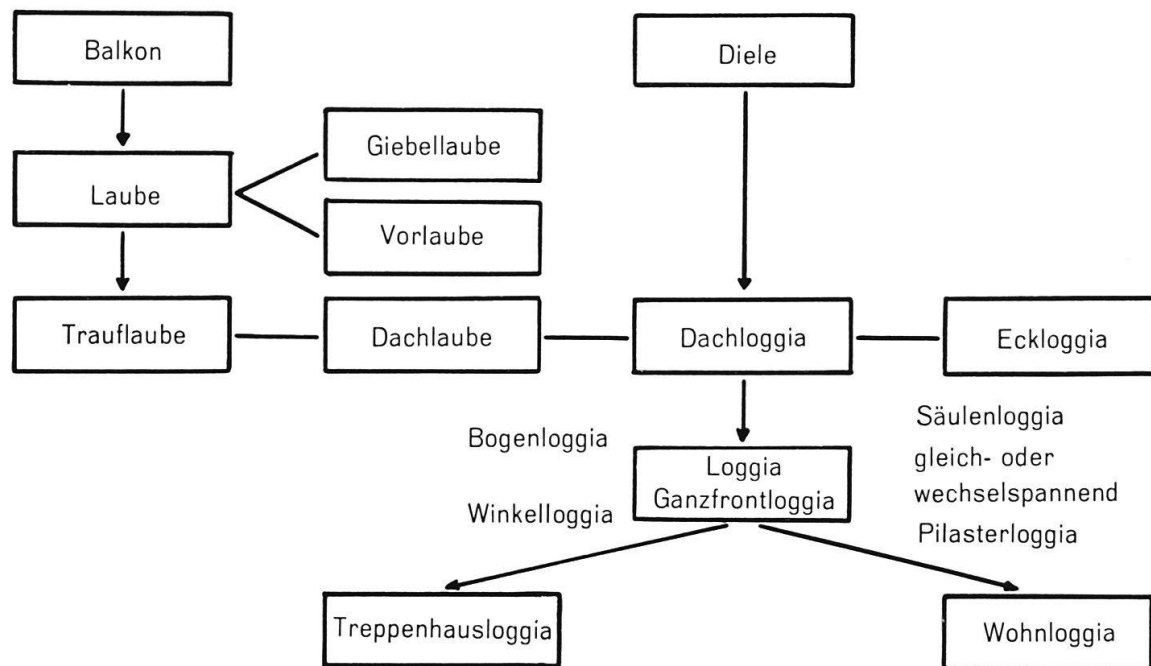 Balkon
Diele
Giebellaube
Laube
Vorlaube
Trauflaube
Dachlaube
Dachloggia
Eckloggia
Bogenloggia
Säulenloggia
gleich- oder
wechselspannend
Loggia
Ganzfrontloggia
Winkelloggia
Pilasterloggia
Treppenhausloggia
Wohnloggia